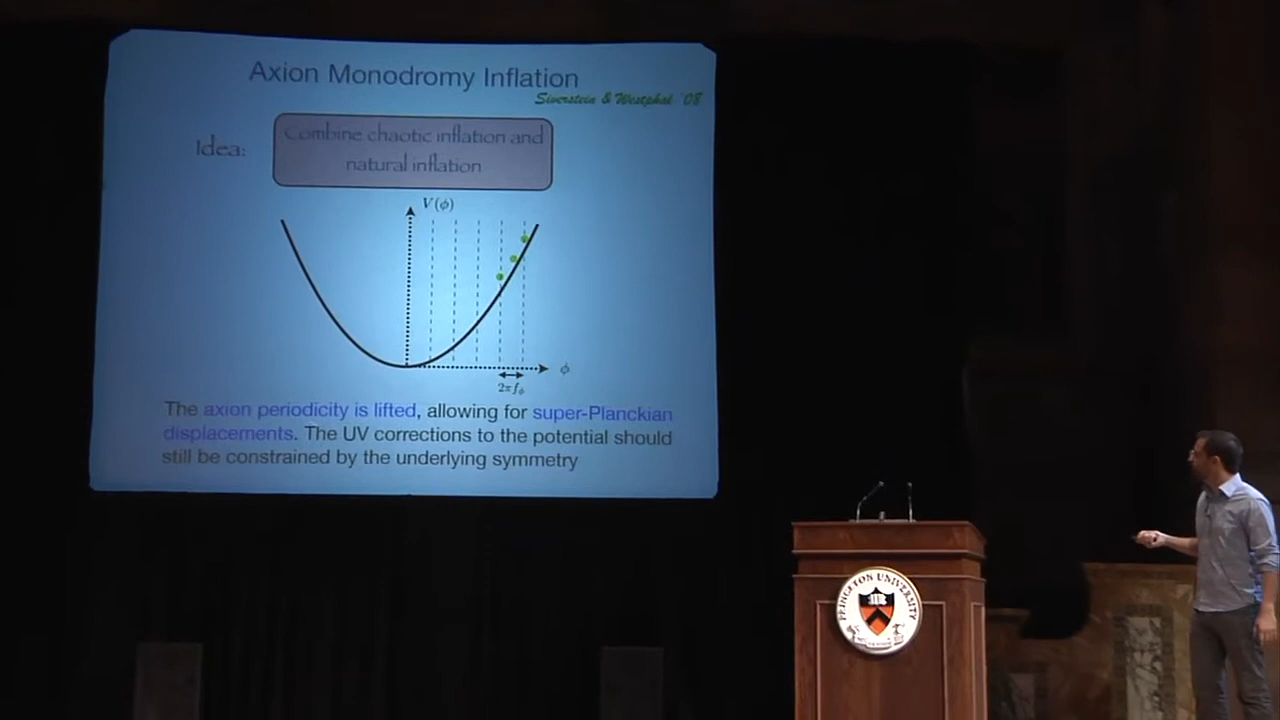 Axion Monodromy Inflation
Silverstein & Westphal '08
Idea:
Combine chaotic inflation and
natural inflation
V(ϕ)
ϕ
2πfϕ
The axion periodicity is lifted, allowing for super-Planckian
displacements. The UV corrections to the potential should
still be constrained by the underlying symmetry
PRINCETON UNIVERSITY